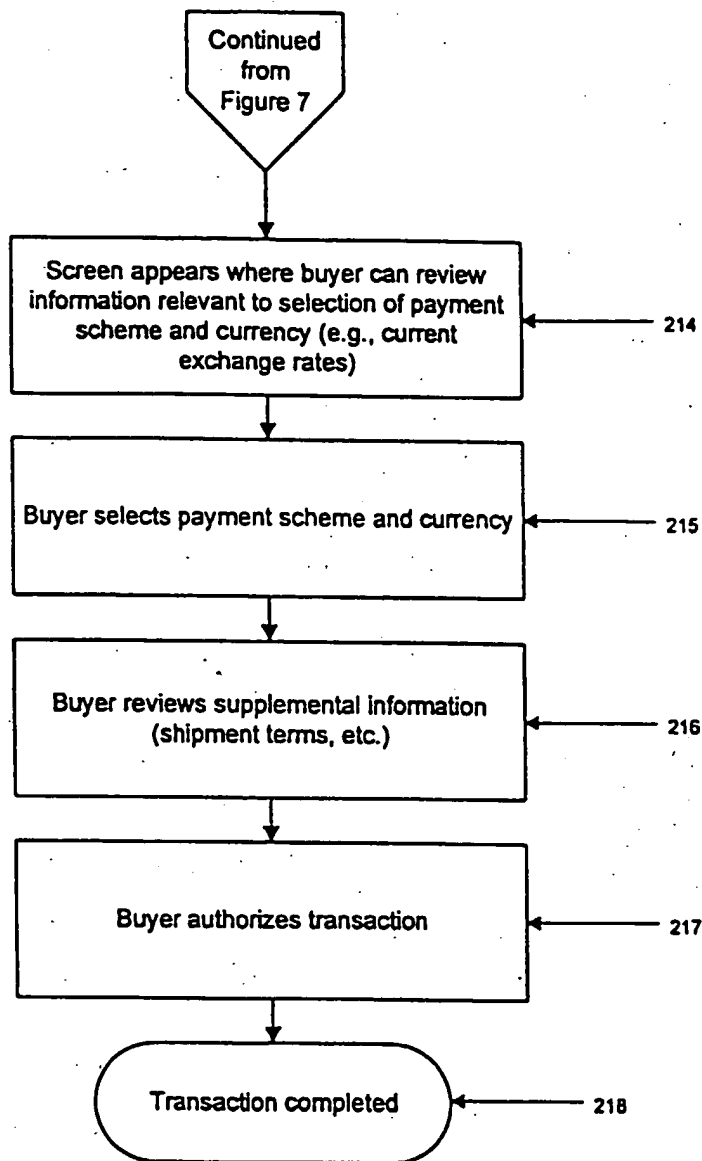 Continued
from
Figure 7
Screen appears where buyer can review
information relevant to selection of payment
scheme and currency (e.g., current
exchange rates)
214
Buyer selects payment scheme and currency
215
Buyer reviews supplemental information
(shipment terms, etc.)
216
Buyer authorizes transaction
217
Transaction completed
218